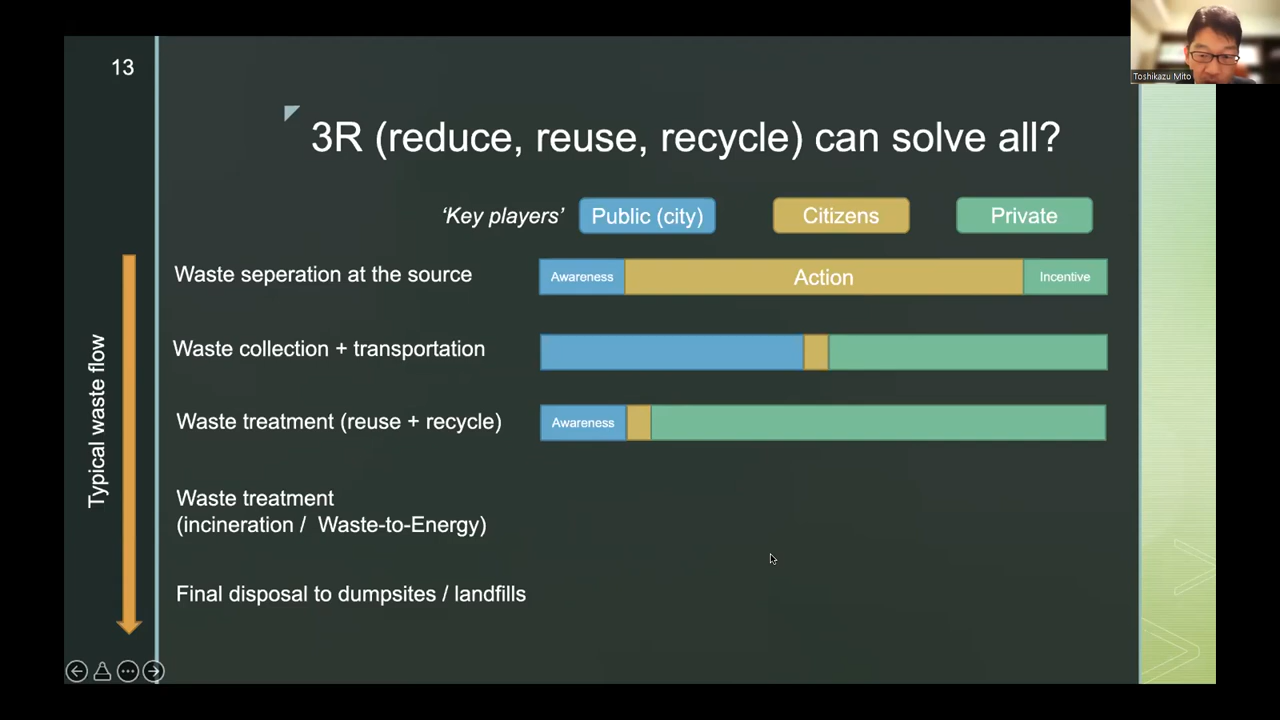 Toshikazu Mito
13
3R (reduce, reuse, recycle) can solve all?
‘Key players’ Public (city) Citizens Private
Waste seperation at the source Awareness Action Incentive
Waste collection + transportation
Waste treatment (reuse + recycle) Awareness
Waste treatment
(incineration / Waste-to-Energy)
Final disposal to dumpsites / landfills
Typical waste flow